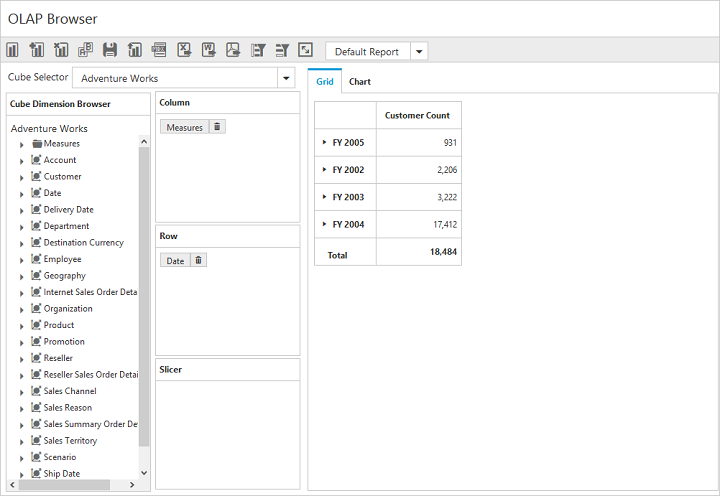 OLAP Browser
Default Report
Cube Selector
Adventure Works
Cube Dimension Browser
Adventure Works
Measures
Account
Customer
Date
Delivery Date
Department
Destination Currency
Employee
Geography
Internet Sales Order Deta
Organization
Product
Promotion
Reseller
Reseller Sales Order Detai
Sales Channel
Sales Reason
Sales Summary Order De
Sales Territory
Scenario
Ship Date
Column
Measures
Row
Date
Slicer
Grid Chart
Customer Count
FY 2005 931
FY 2002 2,206
FY 2003 3,222
FY 2004 17,412
Total 18,484